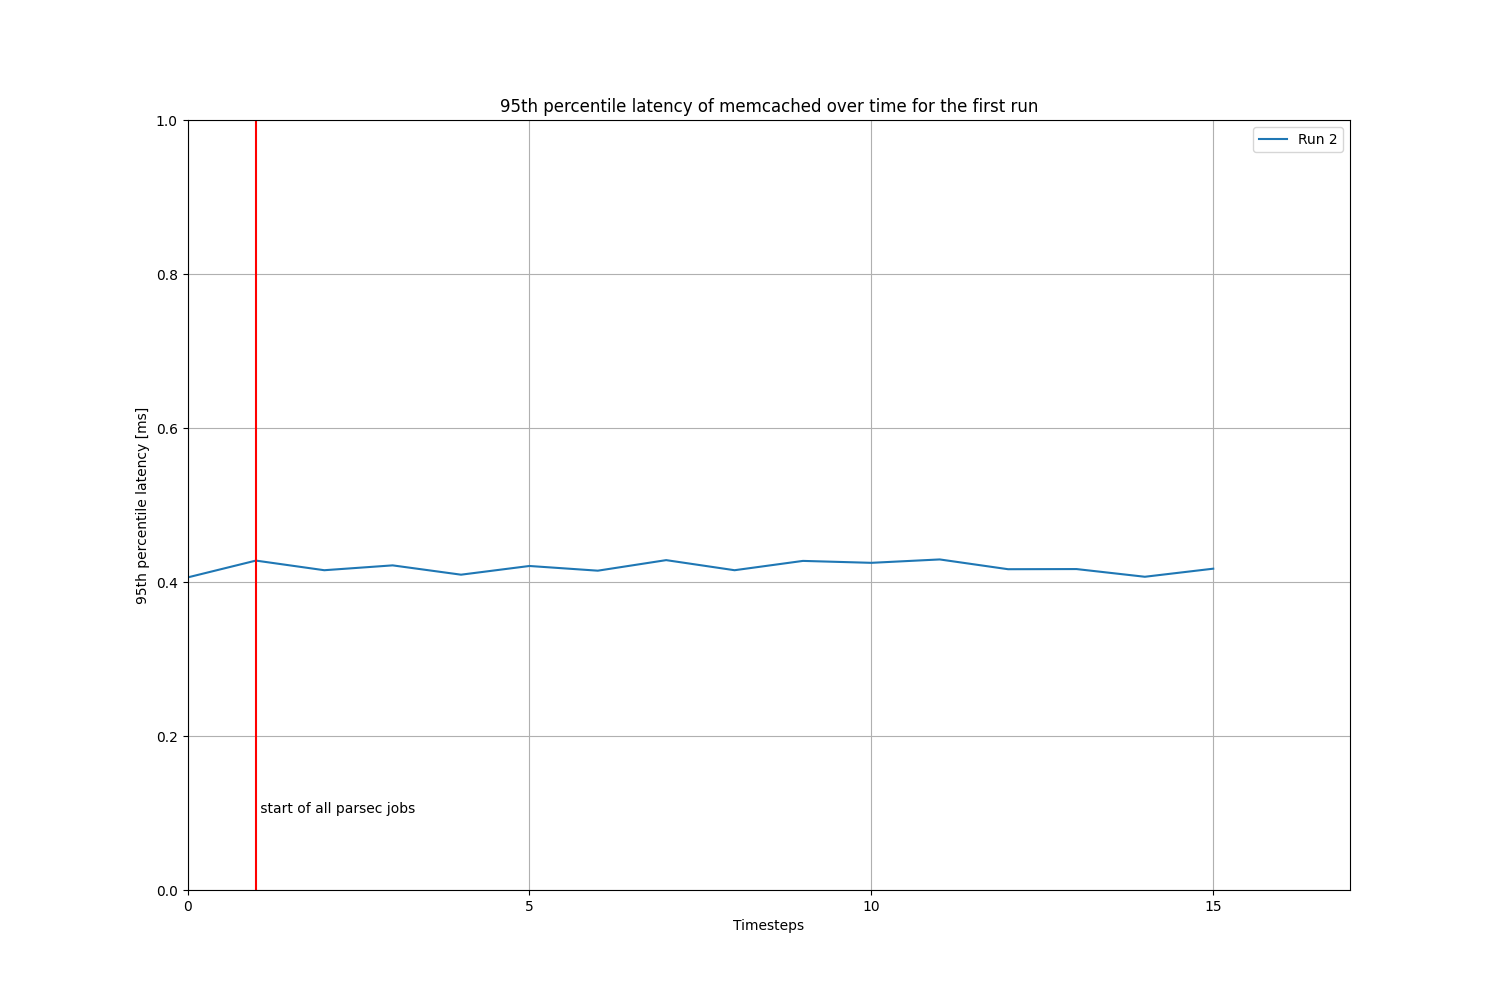 95th percentile latency of memcached over time for the first run
1.0
Run 2
0.8
0.6
95th percentile latency [ms]
0.4
0.2
start of all parsec jobs
0.0
0 5 10 15
Timesteps